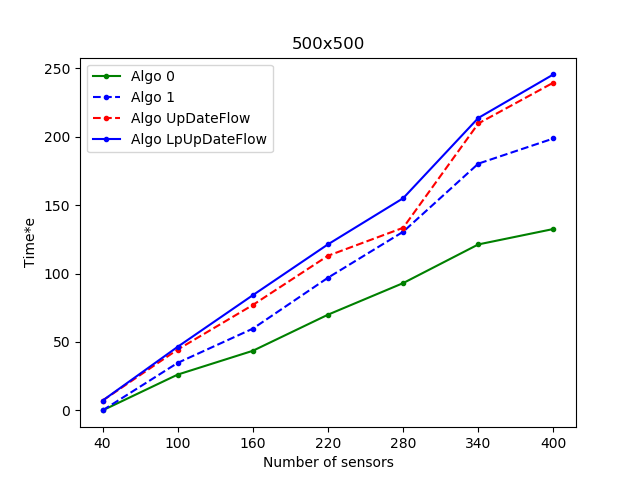 500x500
Algo 0
Algo 1
Algo UpDateFlow
Algo LpUpDateFlow
250
200
150
100
50
0
Time*e
40 100 160 220 280 340 400
Number of sensors